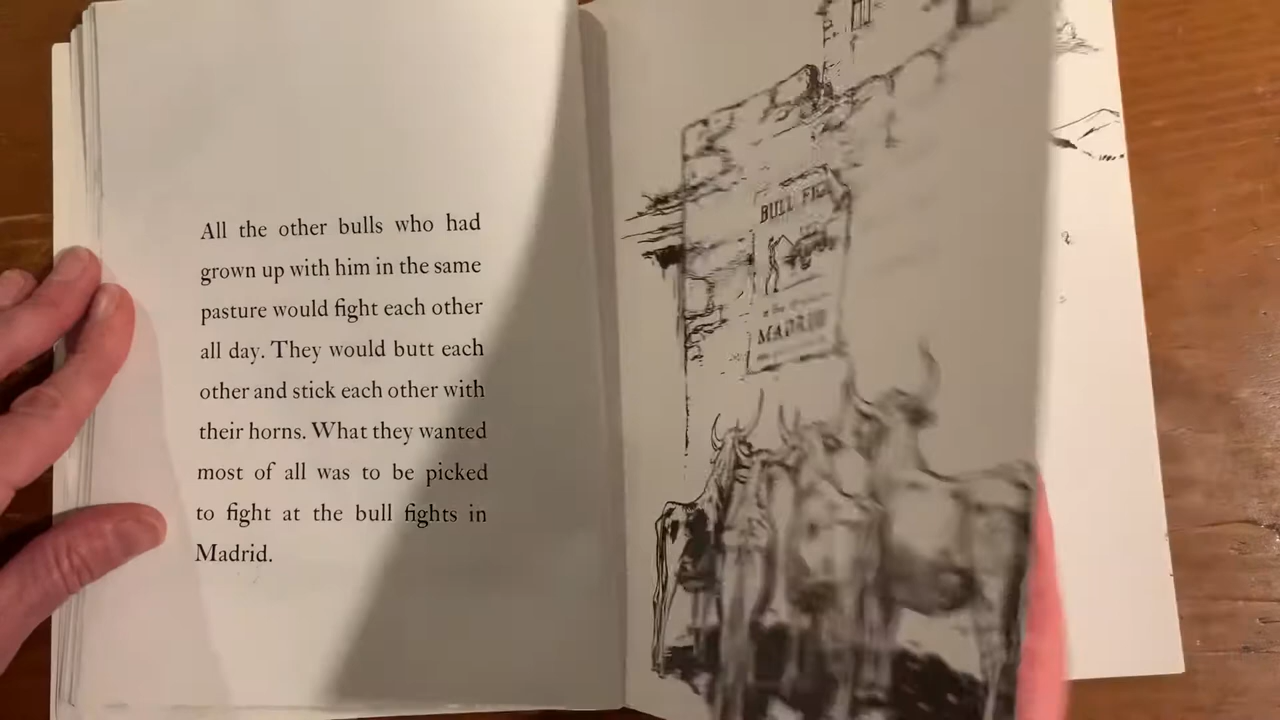 All the other bulls who had
grown up with him in the same
pasture would fight each other
all day. They would butt each
other and stick each other with
their horns. What they wanted
most of all was to be picked
to fight at the bull fights in
Madrid.
BULL
MADRID